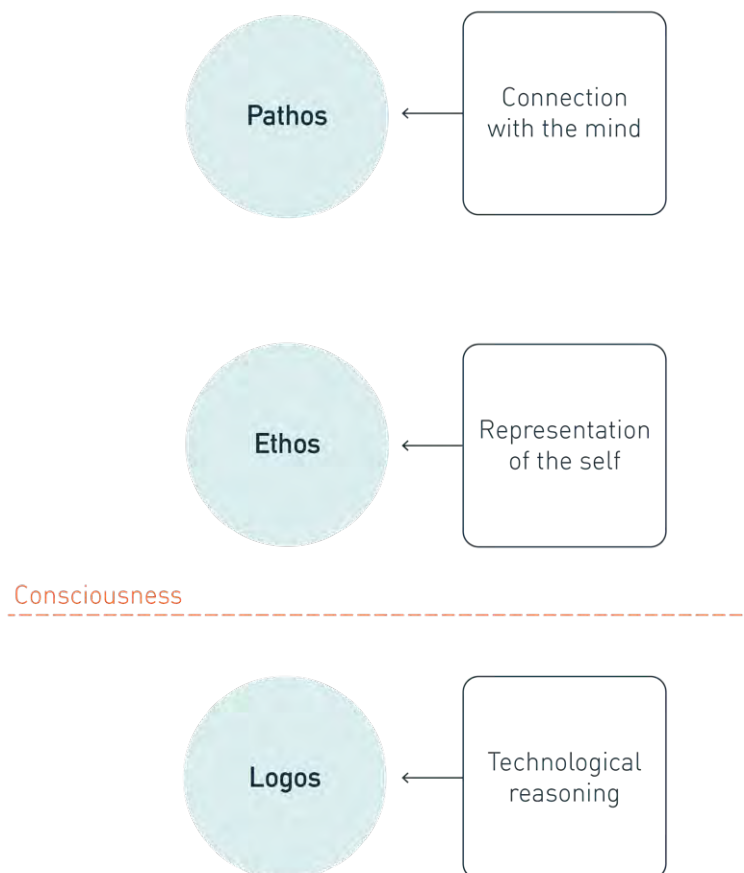 Pathos
Connection
with the mind
Ethos
Representation
of the self
Consciousness
Logos
Technological
reasoning